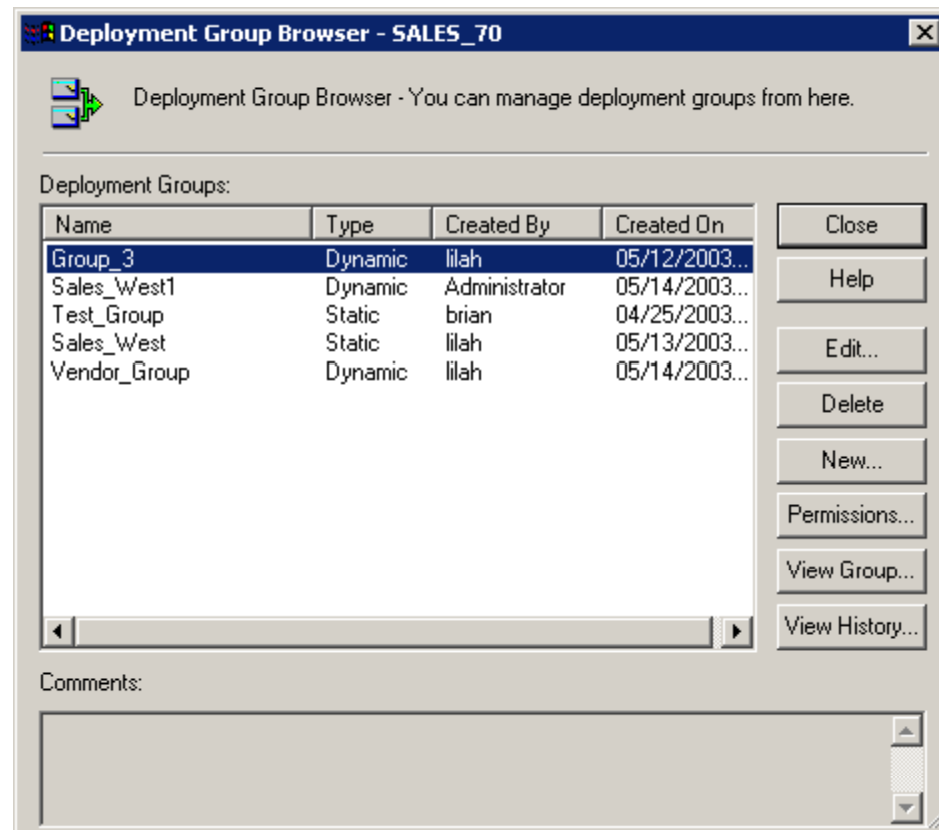 Deployment Group Browser - SALES_70
Deployment Group Browser - You can manage deployment groups from here.
Deployment Groups:
Name Type Created By Created On
Group_3 Dynamic lilah 05/12/2003...
Sales_West1 Dynamic Administrator 05/14/2003...
Test_Group Static brian 04/25/2003...
Sales_West Static lilah 05/13/2003...
Vendor_Group Dynamic lilah 05/14/2003...
Close
Help
Edit...
Delete
New...
Permissions...
View Group...
View History...
Comments: